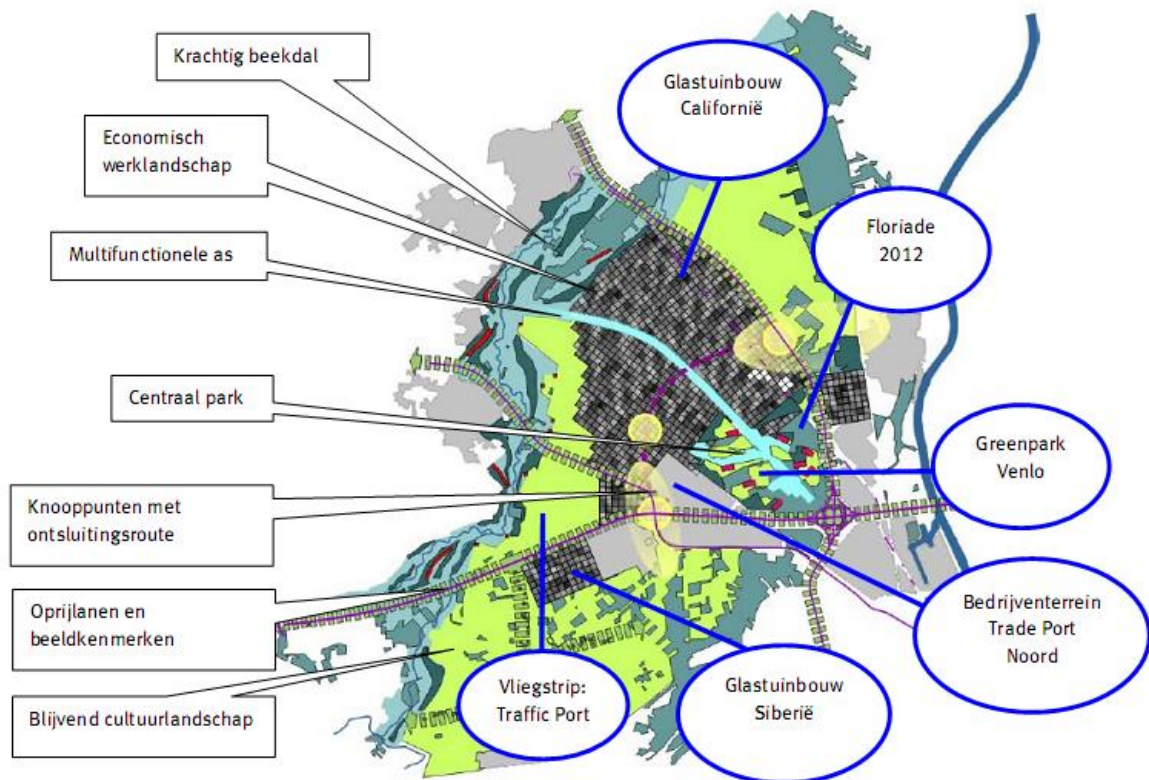 Krachtig beekdal
Economisch
werklandschap
Multifunctionele as
Centraal park
Knooppunten met
ontsluitingsroute
Oprijlanen en
beeldkenmerken
Blijvend cultuurlandschap
Glastuinbouw
Californië
Floriade
2012
Greenpark
Venlo
Bedrijventerrein
Trade Port
Noord
Glastuinbouw
Siberië
Vliegstrip:
Traffic Port